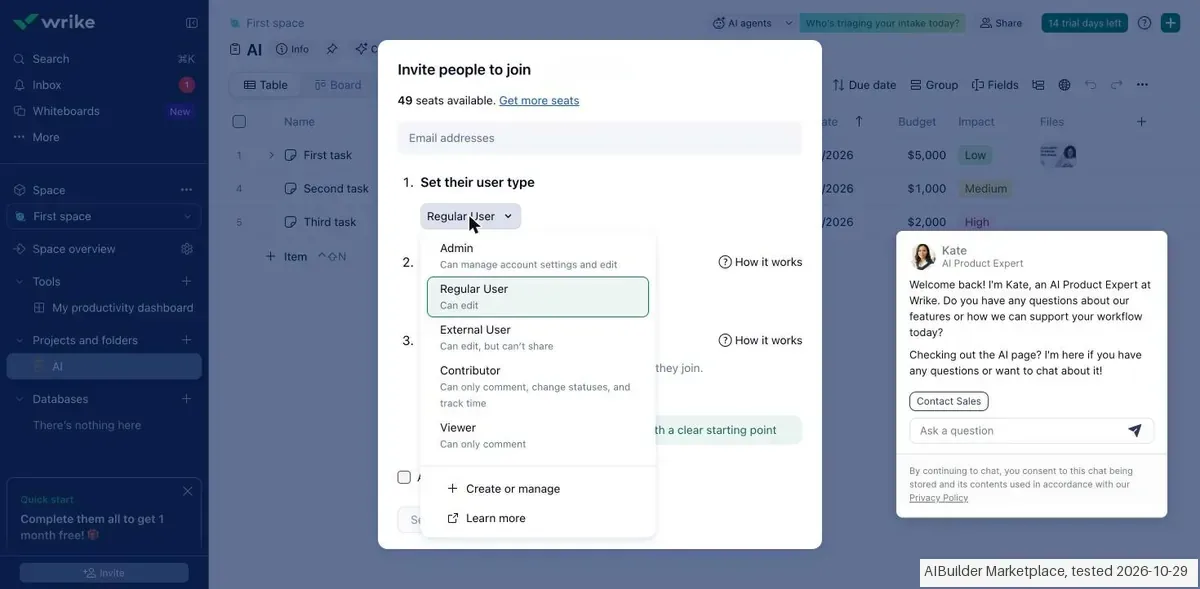 wrike
Search ⌘K
Inbox 1
Whiteboards New
More
Space
First space
Space overview
Tools
My productivity dashboard
Projects and folders
AI
Databases
There's nothing here
Quick start
Complete them all to get 1
month free!
Invite
First space
AI agents
Who's triaging your intake today?
Share
14 trial days left
AI Info
Table Board
Due date Group Fields
Name Budget Impact Files
1 First task /2026 $5,000 Low
4 Second task /2026 $1,000 Medium
5 Third task /2026 $2,000 High
Item ^⇧N
Invite people to join
49 seats available. Get more seats
Email addresses
1. Set their user type
Regular User
Admin
Can manage account settings and edit
Regular User
Can edit
External User
Can edit, but can't share
Contributor
Can only comment, change statuses, and
track time
Viewer
Can only comment
Create or manage
Learn more
2. How it works
3. How it works
they join.
a clear starting point
Kate
AI Product Expert
Welcome back! I'm Kate, an AI Product Expert at
Wrike. Do you have any questions about our
features or how we can support your workflow
today?
Checking out the AI page? I'm here if you have
any questions or want to chat about it!
Contact Sales
Ask a question
By continuing to chat, you consent to this chat being
stored and its contents used in accordance with our
Privacy Policy
AIBuilder Marketplace, tested 2026-10-29